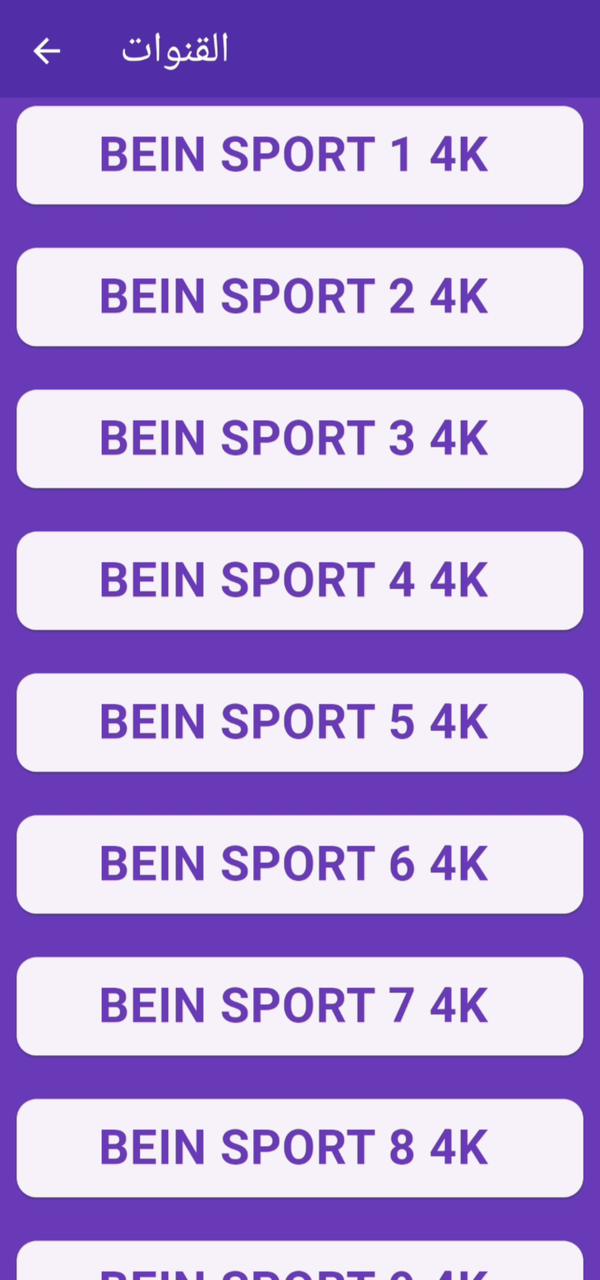 القنوات
BEIN SPORT 1 4K
BEIN SPORT 2 4K
BEIN SPORT 3 4K
BEIN SPORT 4 4K
BEIN SPORT 5 4K
BEIN SPORT 6 4K
BEIN SPORT 7 4K
BEIN SPORT 8 4K